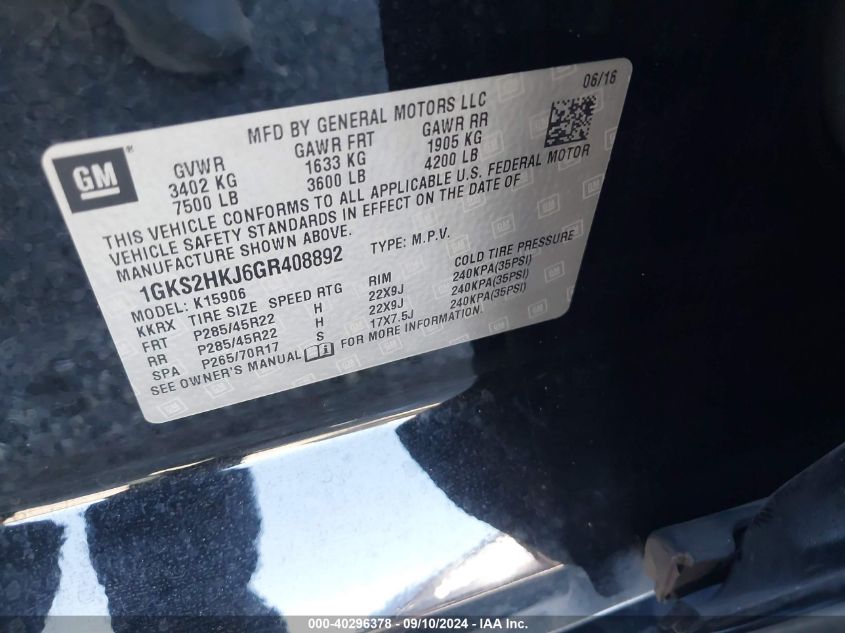 06/16
MFD BY GENERAL MOTORS LLC
GM
GVWR GAWR FRT GAWR RR
3402 KG 1633 KG 1905 KG
7500 LB 3600 LB 4200 LB
THIS VEHICLE CONFORMS TO ALL APPLICABLE U.S. FEDERAL MOTOR
VEHICLE SAFETY STANDARDS IN EFFECT ON THE DATE OF
MANUFACTURE SHOWN ABOVE.
1GKS2HKJ6GR408892 TYPE: M.P.V.
MODEL: K15906
KKRX TIRE SIZE SPEED RTG RIM COLD TIRE PRESSURE
FRT P285/45R22 H 22X9J 240KPA(35PSI)
RR P285/45R22 H 22X9J 240KPA(35PSI)
SPA P265/70R17 S 17X7.5J 240KPA(35PSI)
SEE OWNER'S MANUAL FOR MORE INFORMATION.
000-40296378 - 09/10/2024 - IAA Inc.